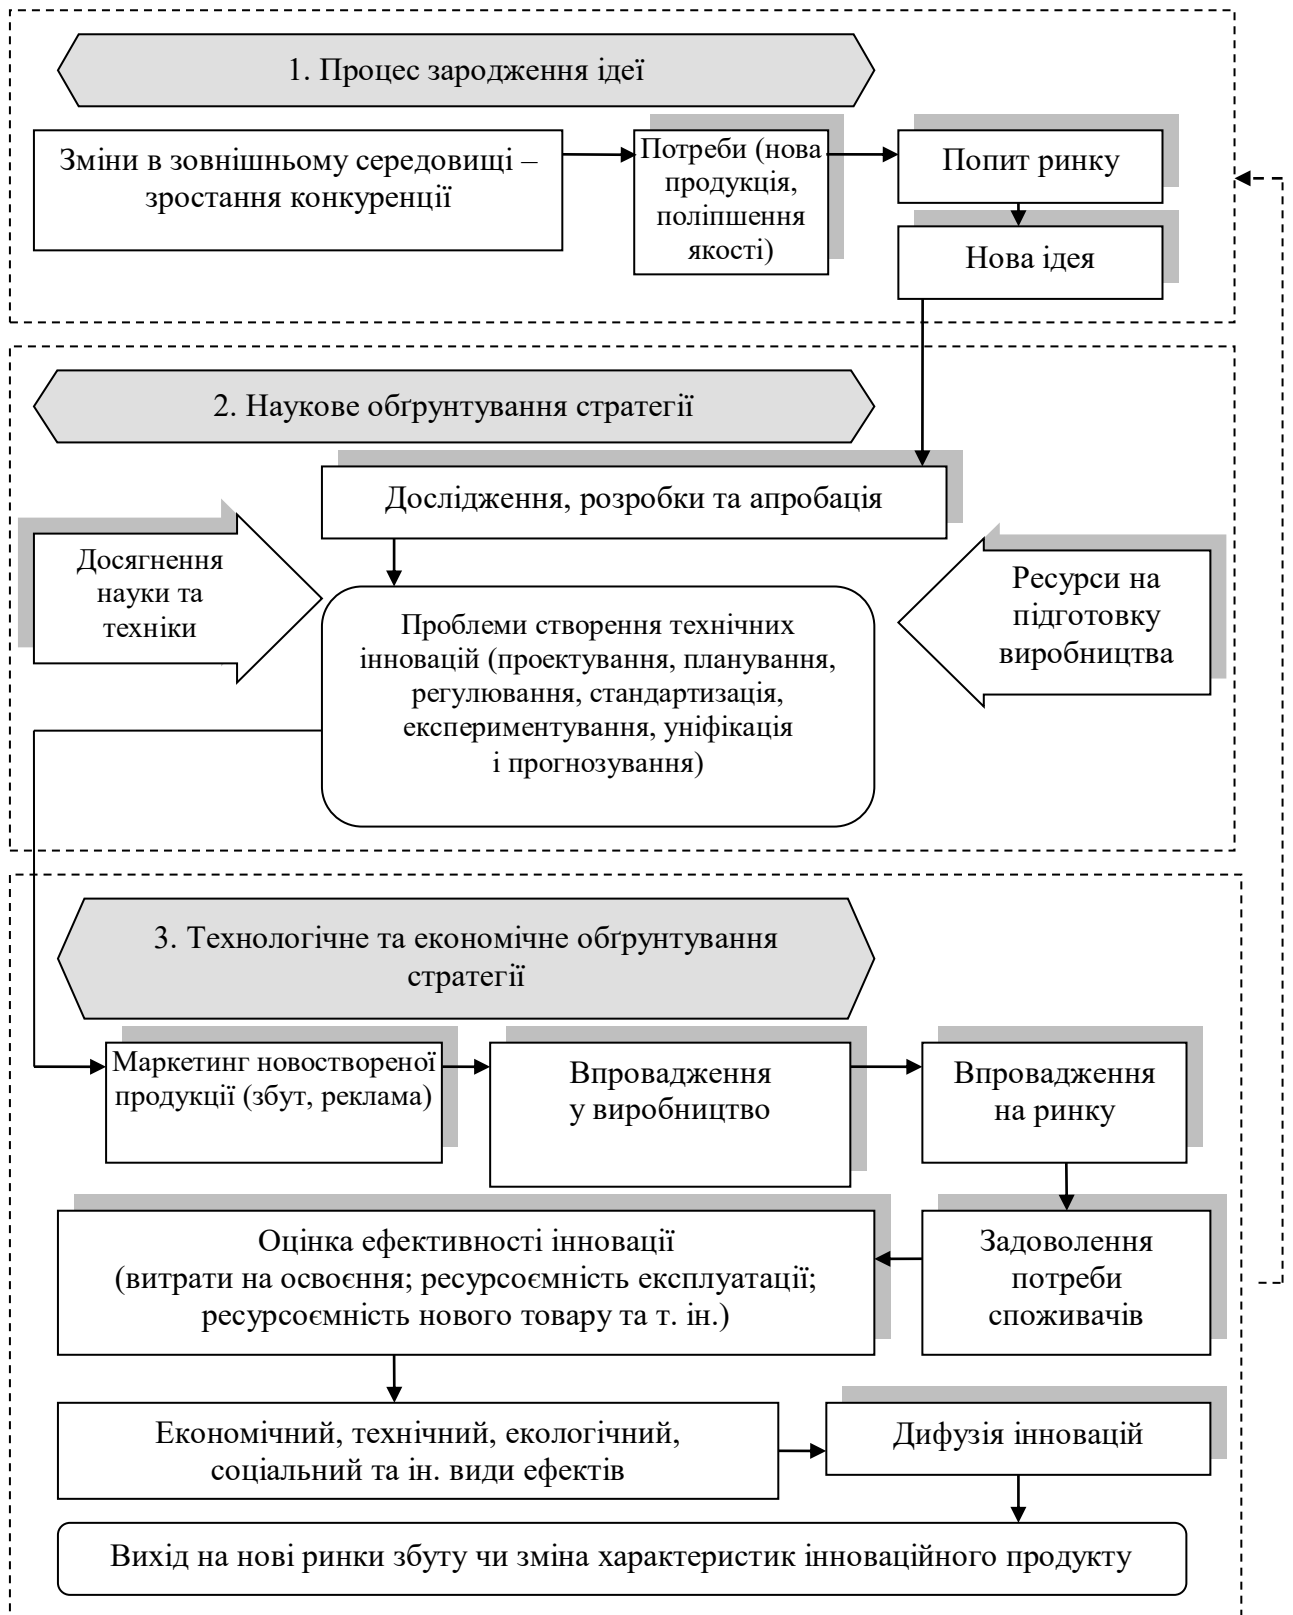 1. Процес зародження ідеї
Зміни в зовнішньому середовищі –
зростання конкуренції
Потреби (нова
продукція,
поліпшення
якості)
Попит ринку
Нова ідея
2. Наукове обґрунтування стратегії
Дослідження, розробки та апробація
Досягнення
науки та
техніки
Проблеми створення технічних
інновацій (проектування, планування,
регулювання, стандартизація,
експериментування, уніфікація
і прогнозування)
Ресурси на
підготовку
виробництва
3. Технологічне та економічне обґрунтування
стратегії
Маркетинг новоствреної
продукції (збут, реклама)
Впровадження
у виробництво
Впровадження
на ринку
Оцінка ефективності інновації
(витрати на освоєння; ресурсоємність експлуатації;
ресурсоємність нового товару та т. ін.)
Задоволення
потреби
споживачів
Економічний, технічний, екологічний,
соціальний та ін. види ефектів
Дифузія інновацій
Вихід на нові ринки збуту чи зміна характеристик інноваційного продукту